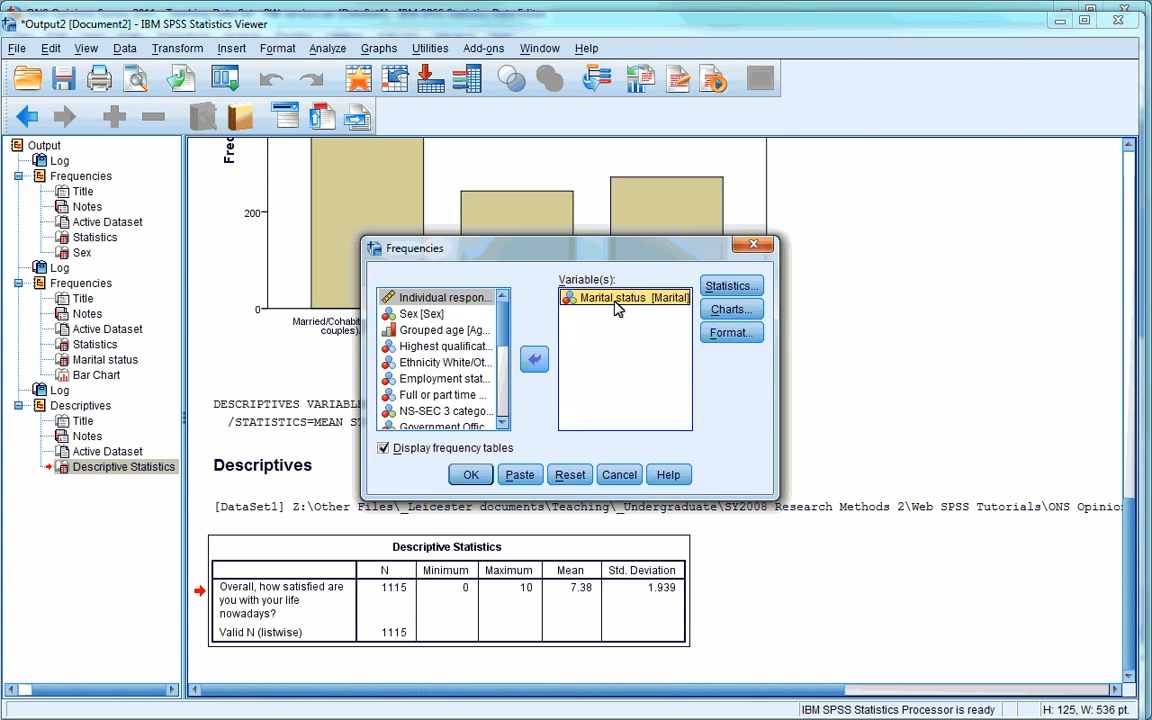 *Output2 [Document2] - IBM SPSS Statistics Viewer
File Edit View Data Transform Insert Format Analyze Graphs Utilities Add-ons Window Help
Output
Log
Frequencies
Title
Notes
Active Dataset
Statistics
Sex
Log
Frequencies
Title
Notes
Active Dataset
Statistics
Marital status
Bar Chart
Log
Descriptives
Title
Notes
Active Dataset
Descriptive Statistics
Freq
200
0
Married/Cohabit
couples)
Frequencies
Variable(s):
Individual respon...
Sex [Sex]
Grouped age [Ag...
Highest qualificat...
Ethnicity White/Ot...
Employment stat...
Full or part time ...
NS-SEC 3 catego...
Government Offic
Marital status [Marital]
Statistics...
Charts...
Format...
Display frequency tables
OK Paste Reset Cancel Help
DESCRIPTIVES VARIABLE
/STATISTICS=MEAN ST
Descriptives
[DataSet1] Z:\Other Files\_Leicester documents\Teaching\_Undergraduate\SY2008 Research Methods 2\Web SPSS Tutorials\ONS Opinio
Descriptive Statistics
N Minimum Maximum Mean Std. Deviation
Overall, how satisfied are 1115 0 10 7.38 1.939
you with your life
nowadays?
Valid N (listwise) 1115
IBM SPSS Statistics Processor is ready H: 125, W: 536 pt.